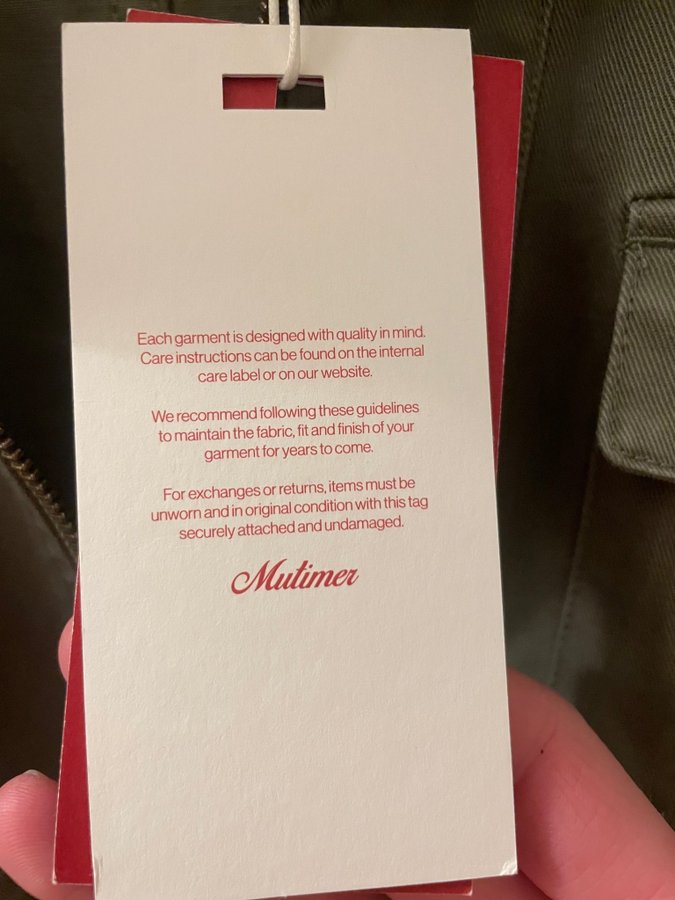 Each garment is designed with quality in mind.
Care instructions can be found on the internal
care label or on our website.
We recommend following these guidelines
to maintain the fabric, fit and finish of your
garment for years to come.
For exchanges or returns, items must be
unworn and in original condition with this tag
securely attached and undamaged.
Mutimer